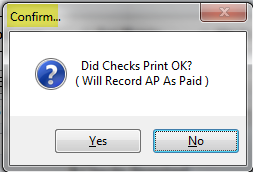 Confirm...
Did Checks Print OK?
( Will Record AP As Paid )
Yes
No